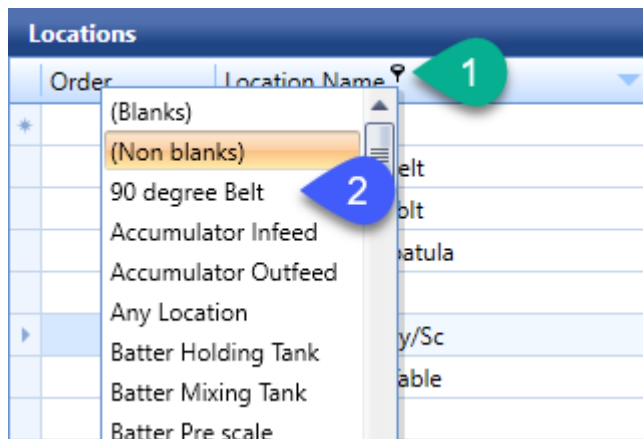 Locations
Order Location Name 1
(Blanks)
(Non blanks)
elt
90 degree Belt 2
olt
Accumulator Infeed
patula
Accumulator Outfeed
Any Location
y/Sc
Batter Holding Tank
able
Batter Mixing Tank
Batter Pre scale